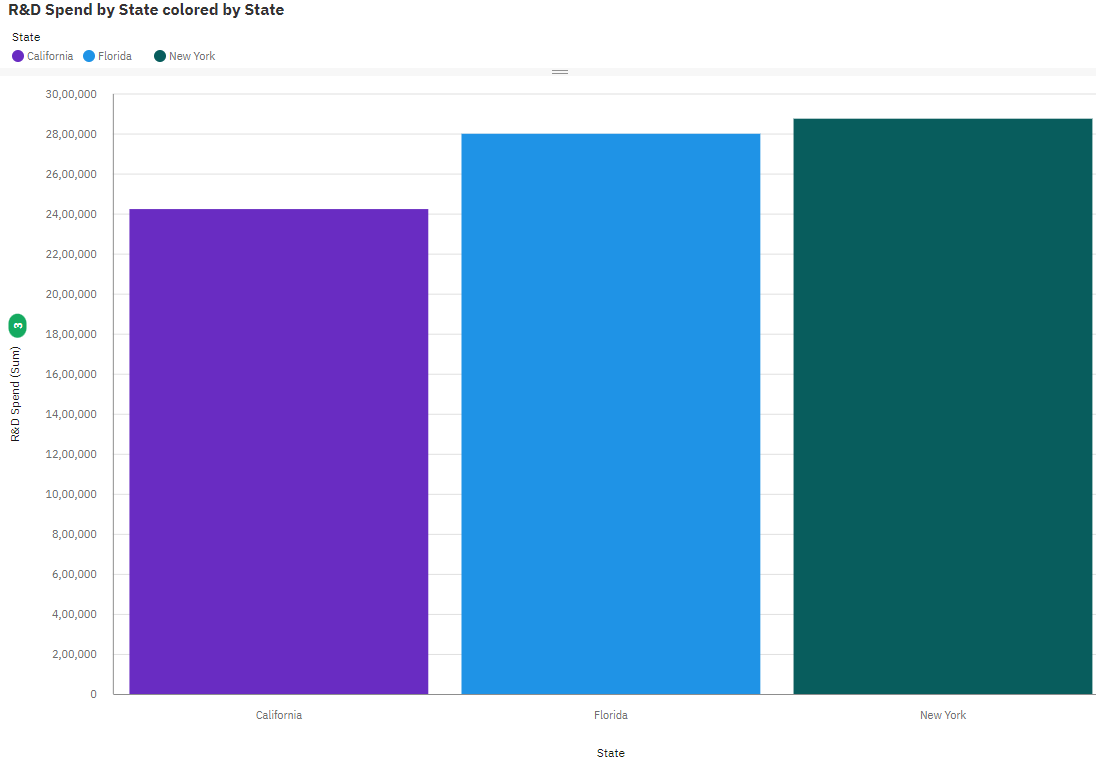 R&D Spend by State colored by State
State
California Florida New York
30,00,000
28,00,000
26,00,000
24,00,000
22,00,000
20,00,000
18,00,000
16,00,000
14,00,000
12,00,000
10,00,000
8,00,000
6,00,000
4,00,000
2,00,000
0
R&D Spend (Sum) 3
California Florida New York
State